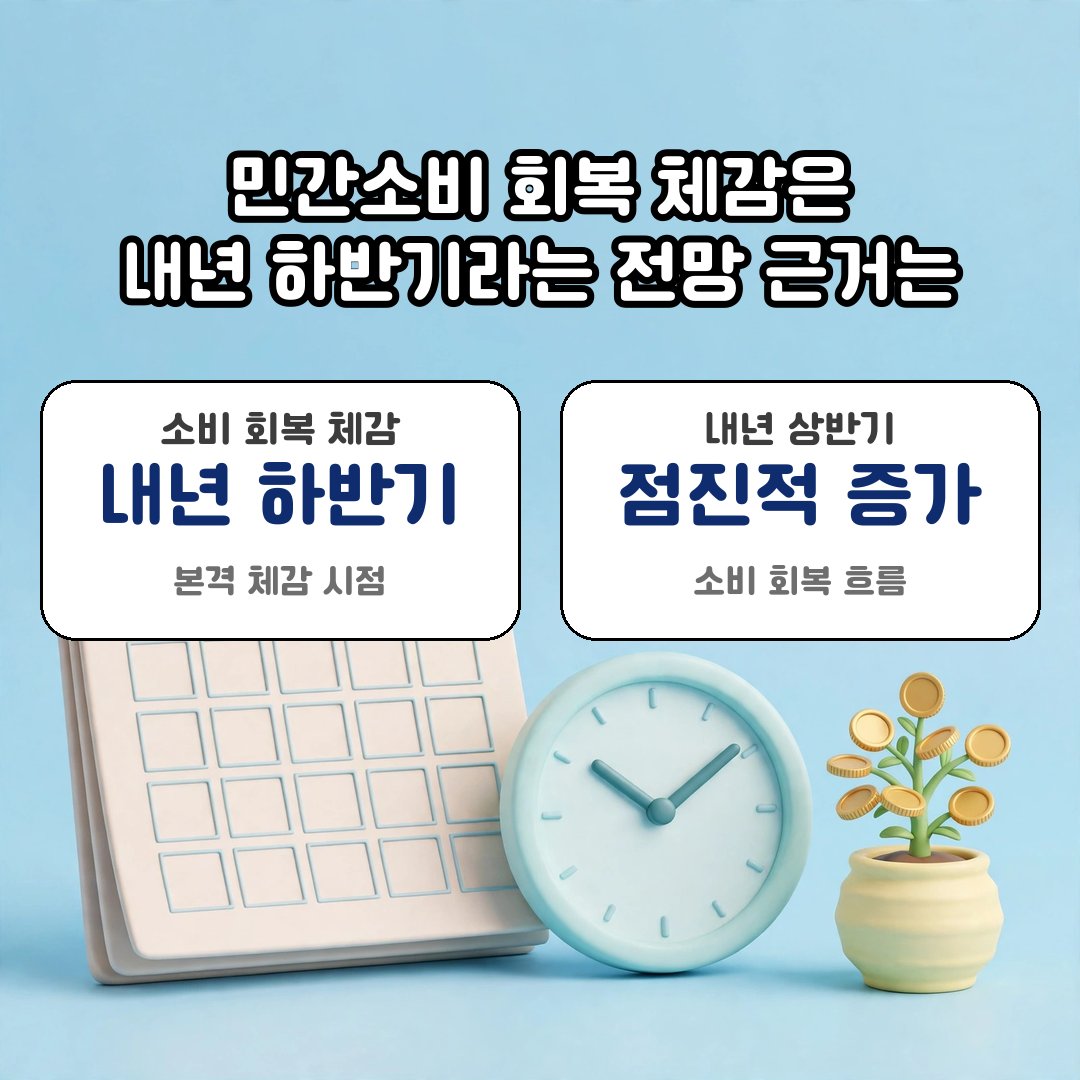 민간소비 회복 체감은
내년 하반기라는 전망 근거는
소비 회복 체감
내년 하반기
본격 체감 시점
내년 상반기
점진적 증가
소비 회복 흐름